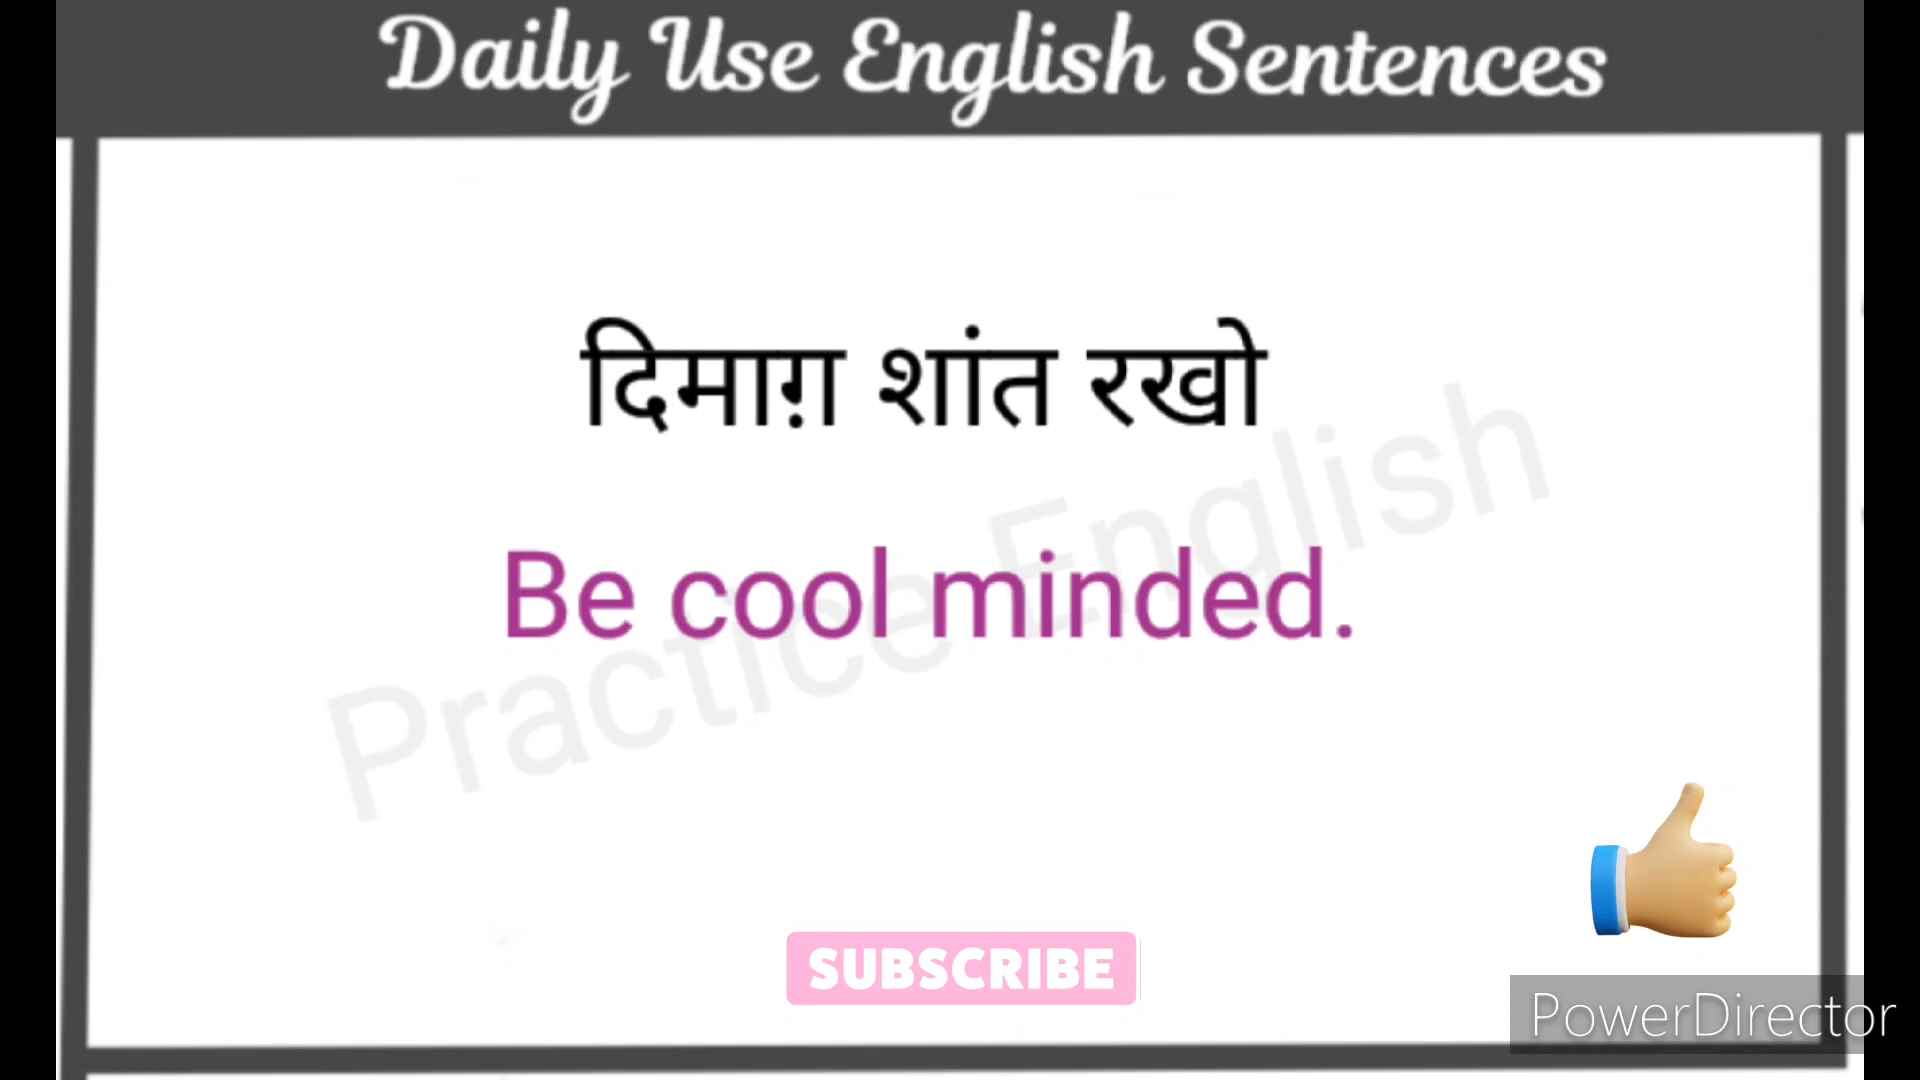 Daily Use English Sentences
दिमाग़ शांत रखो
Be cool minded.
Practice English
SUBSCRIBE
PowerDirector